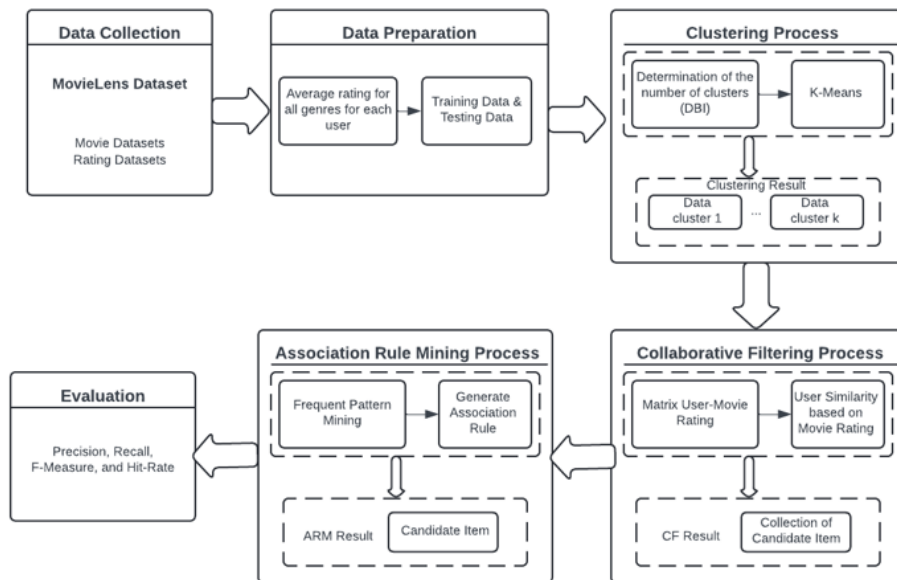 Data Collection
MovieLens Dataset
Movie Datasets
Rating Datasets
Data Preparation
Average rating for
all genres for each
user
Training Data &
Testing Data
Clustering Process
Determination of the
number of clusters
(DBI)
K-Means
Clustering Result
Data
cluster 1
...
Data
cluster k
Collaborative Filtering Process
Matrix User-Movie
Rating
User Similarity
based on
Movie Rating
CF Result
Collection of
Candidate Item
Association Rule Mining Process
Frequent Pattern
Mining
Generate
Association
Rule
ARM Result
Candidate Item
Evaluation
Precision, Recall,
F-Measure, and Hit-Rate